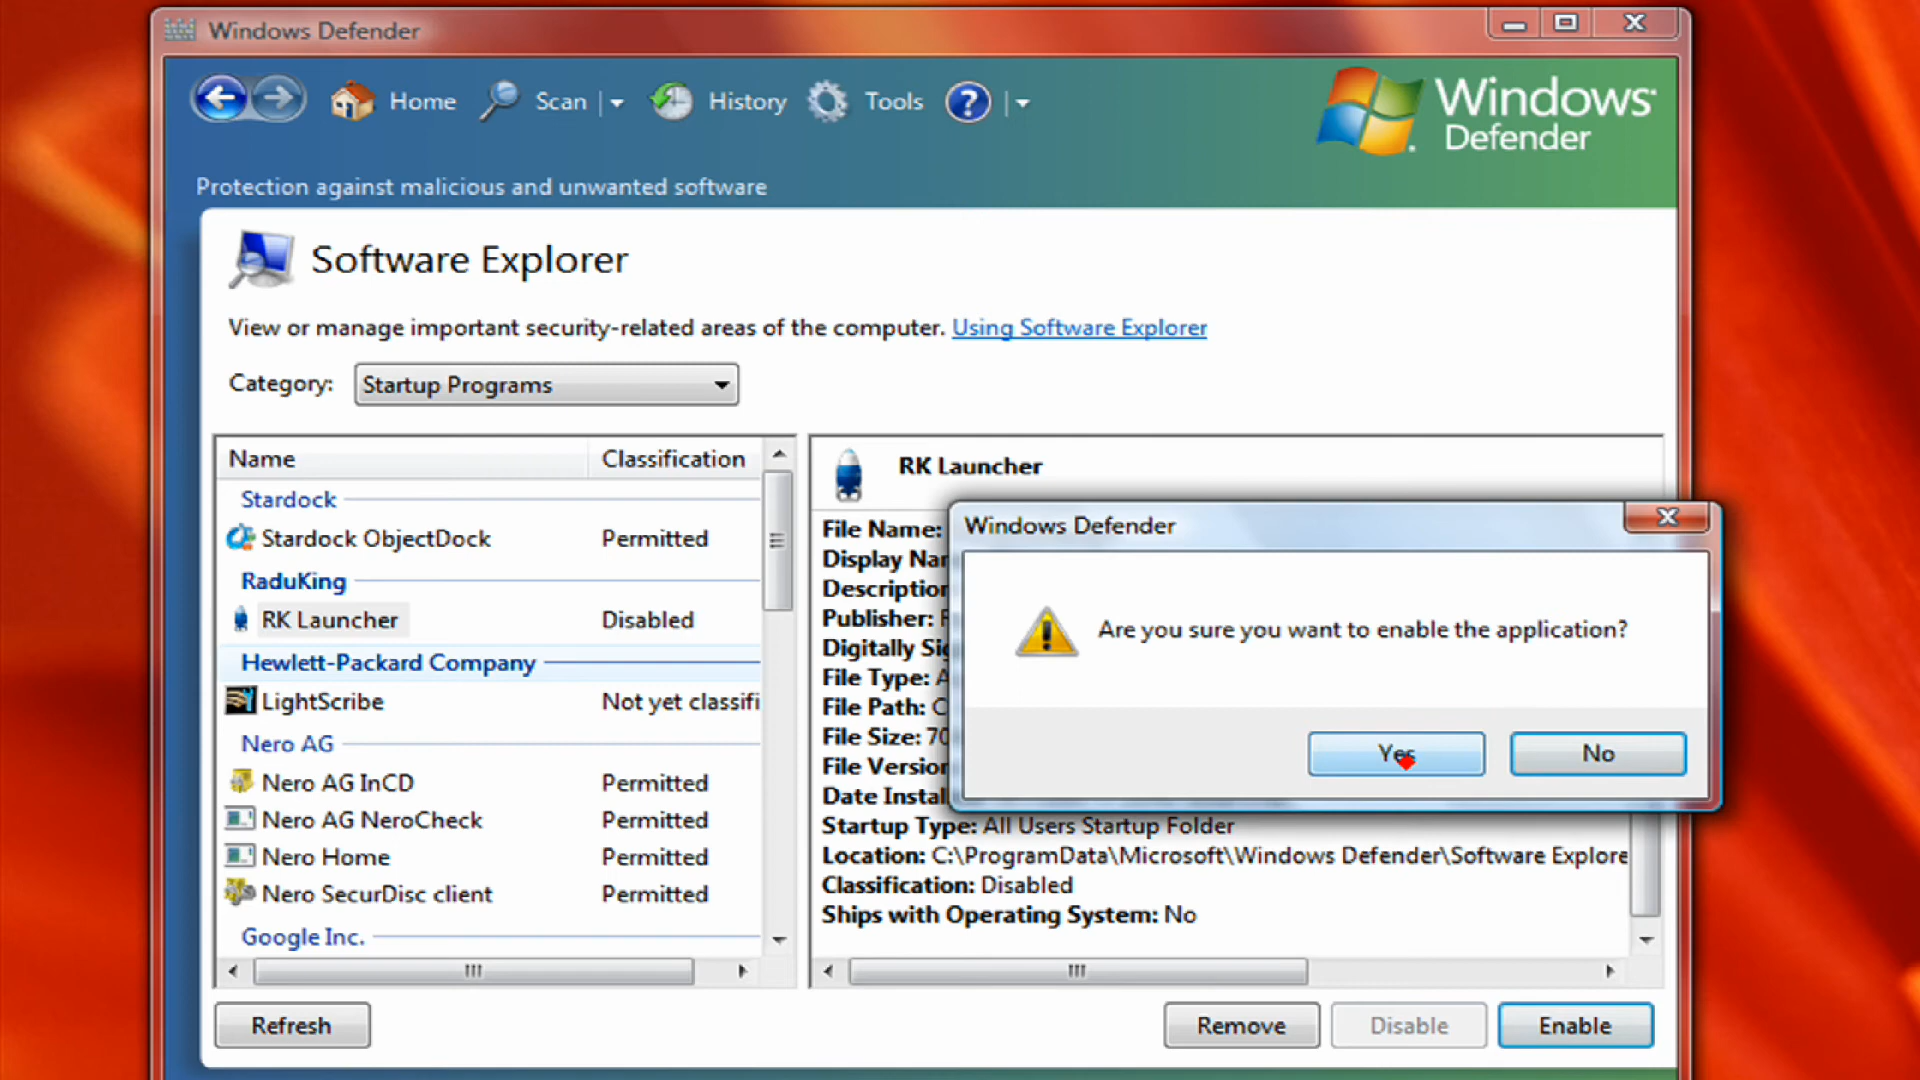 Windows Defender
Home Scan History Tools ?
Windows
Defender
Protection against malicious and unwanted software
Software Explorer
View or manage important security-related areas of the computer. Using Software Explorer
Category: Startup Programs
Name Classification
Stardock
Stardock ObjectDock Permitted
RaduKing
RK Launcher Disabled
Hewlett-Packard Company
LightScribe Not yet classifi
Nero AG
Nero AG InCD Permitted
Nero AG NeroCheck Permitted
Nero Home Permitted
Nero SecurDisc client Permitted
Google Inc.
RK Launcher
File Name:
Display Nam
Description
Publisher:
Digitally Sig
File Type: A
File Path: C
File Size: 70
File Version
Date Install
Startup Type: All Users Startup Folder
Location: C:\ProgramData\Microsoft\Windows Defender\Software Explore
Classification: Disabled
Ships with Operating System: No
Windows Defender
Are you sure you want to enable the application?
Yes No
Refresh Remove Disable Enable